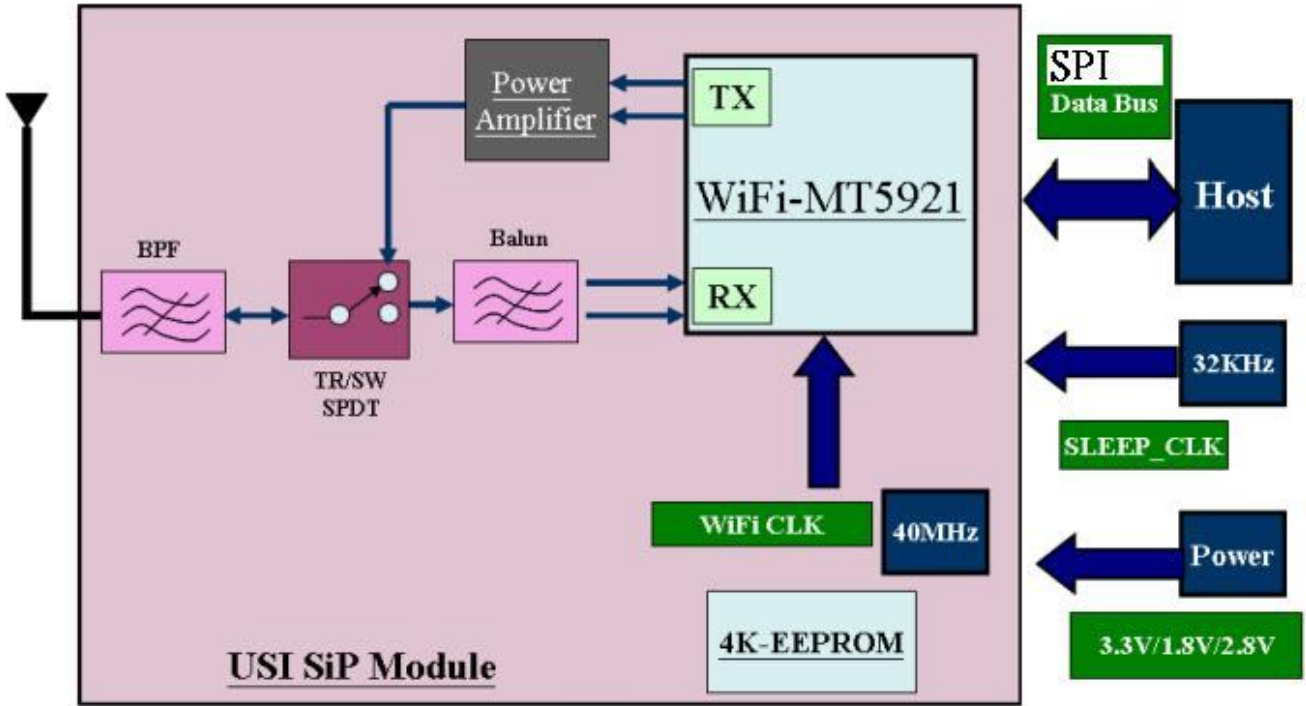 Power
Amplifier
TX
WiFi-MT5921
RX
SPI
Data Bus
Host
BPF
Balun
TR/SW
SPDT
32KHz
SLEEP_CLK
WiFi CLK
40MHz
Power
3.3V/1.8V/2.8V
4K-EEPROM
USI SiP Module